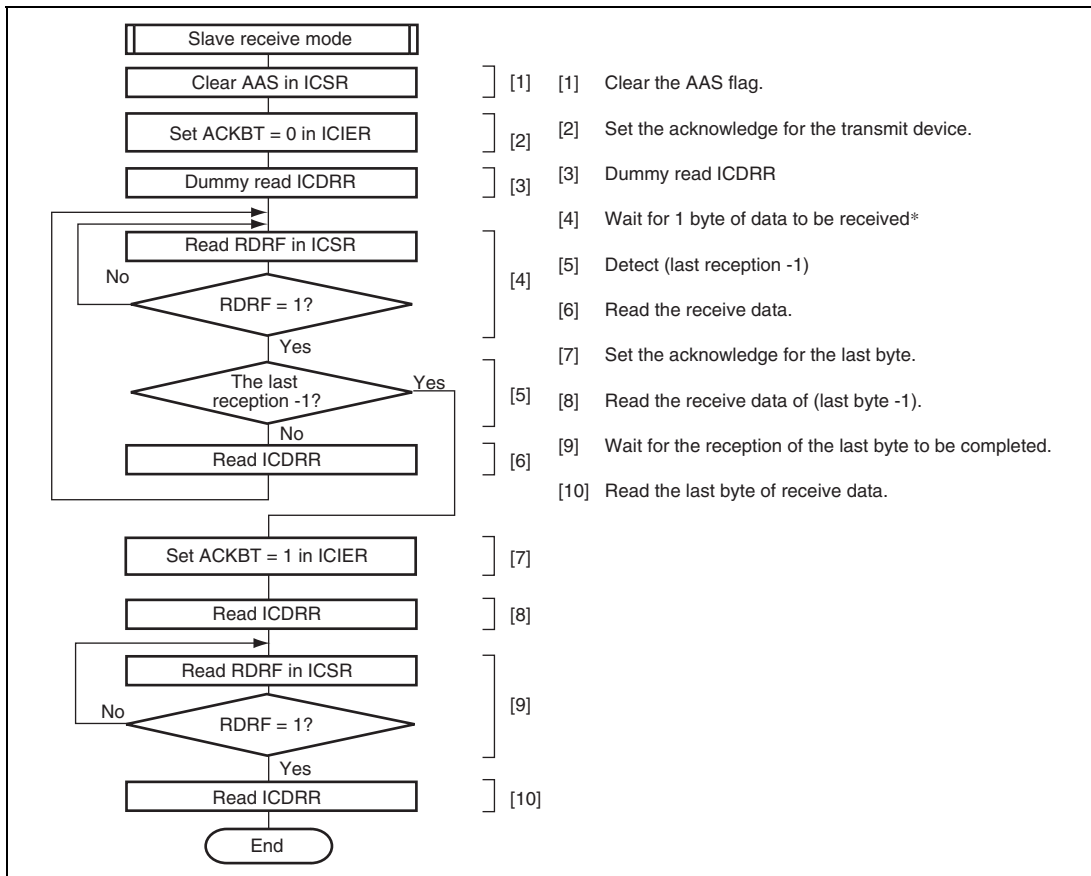 Slave receive mode
Clear AAS in ICSR
[1]
Set ACKBT = 0 in ICIER
[2]
Dummy read ICDRR
[3]
Read RDRF in ICSR
No
RDRF = 1?
[4]
Yes
The last
reception -1?
Yes
[5]
No
Read ICDRR
[6]
Set ACKBT = 1 in ICIER
[7]
Read ICDRR
[8]
Read RDRF in ICSR
No
RDRF = 1?
[9]
Yes
Read ICDRR
[10]
End
[1] Clear the AAS flag.
[2] Set the acknowledge for the transmit device.
[3] Dummy read ICDRR
[4] Wait for 1 byte of data to be received*
[5] Detect (last reception -1)
[6] Read the receive data.
[7] Set the acknowledge for the last byte.
[8] Read the receive data of (last byte -1).
[9] Wait for the reception of the last byte to be completed.
[10] Read the last byte of receive data.